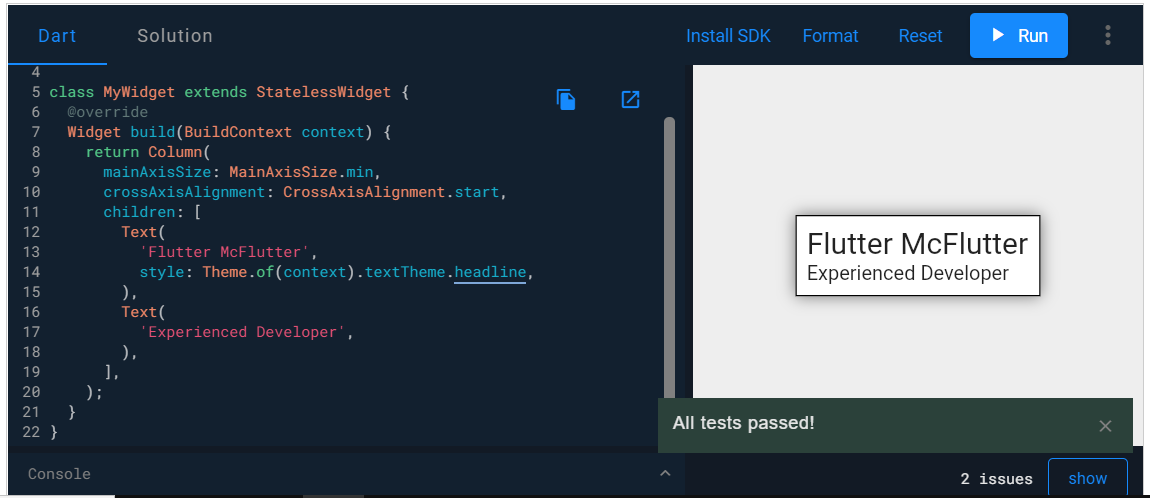 Dart
Solution
Install SDK
Format
Reset
Run
4
5 class MyWidget extends StatelessWidget {
6   @override
7   Widget build(BuildContext context) {
8     return Column(
9       mainAxisSize: MainAxisSize.min,
10       crossAxisAlignment: CrossAxisAlignment.start,
11       children: [
12         Text(
13           'Flutter McFlutter',
14           style: Theme.of(context).textTheme.headline,
15         ),
16         Text(
17           'Experienced Developer',
18         ),
19       ],
20     );
21   }
22 }
Flutter McFlutter
Experienced Developer
All tests passed!
Console
2 issues
show